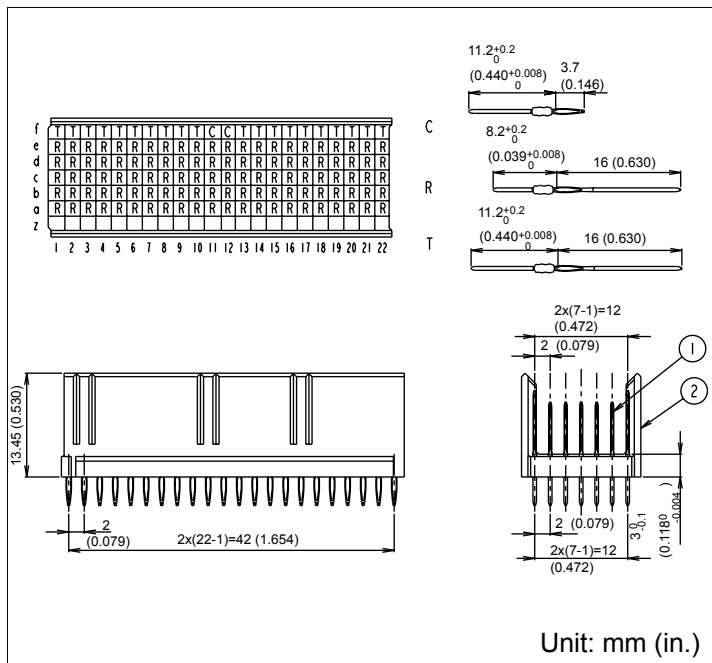 11.2+0.2 0
(0.440+0.008 0)
3.7
(0.146)
C
8.2+0.2 0
(0.039+0.008 0)
16 (0.630)
R
11.2+0.2 0
(0.440+0.008 0)
16 (0.630)
T
f T T T T T T T T T T C C T T T T T T T T T T
e R R R R R R R R R R R R R R R R R R R R R R
d R R R R R R R R R R R R R R R R R R R R R R
c R R R R R R R R R R R R R R R R R R R R R R
b R R R R R R R R R R R R R R R R R R R R R R
a R R R R R R R R R R R R R R R R R R R R R R
z
1 2 3 4 5 6 7 8 9 10 11 12 13 14 15 16 17 18 19 20 21 22
13.45 (0.530)
2
(0.079)
2x(22-1)=42 (1.654)
2x(7-1)=12
(0.472)
2 (0.079)
1
2
2 (0.079)
2x(7-1)=12
(0.472)
3 0 -0.1
(0.118 0 -0.004)
Unit: mm (in.)